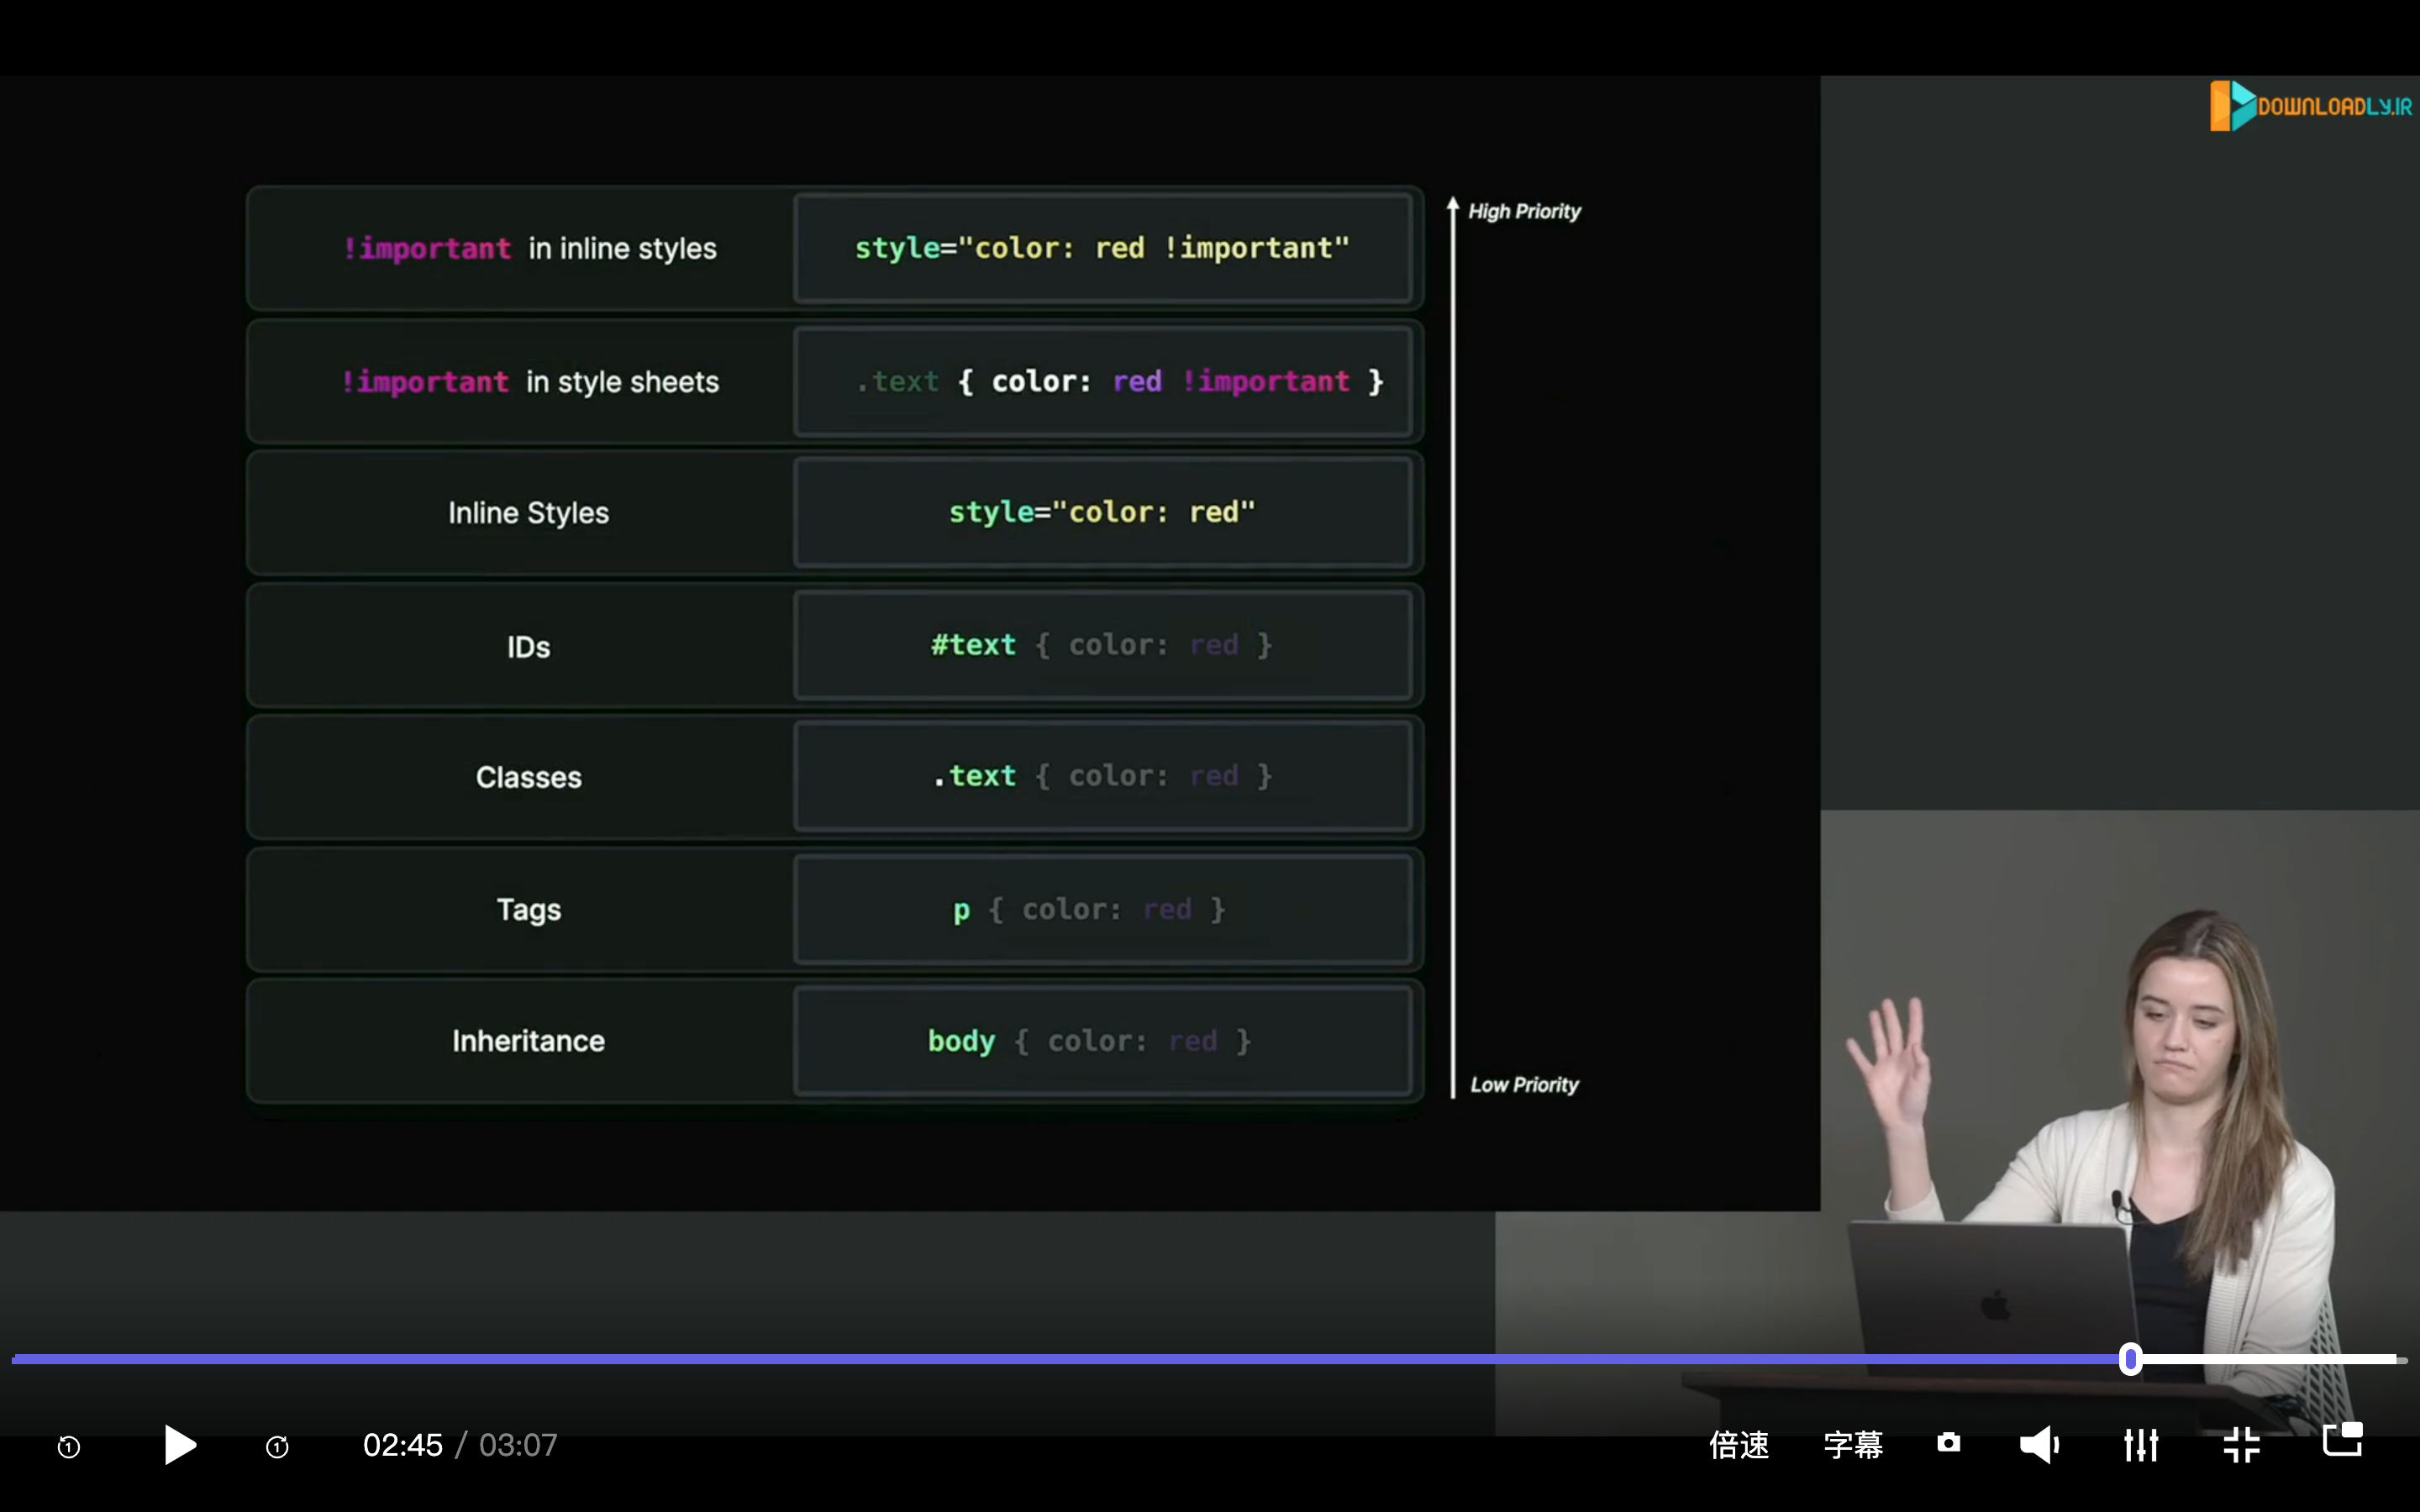 DOWNLOADLY.IR
!important in inline styles
style="color: red !important"
High Priority
!important in style sheets
.text { color: red !important }
Inline Styles
style="color: red"
IDs
#text { color: red }
Classes
.text { color: red }
Tags
p { color: red }
Inheritance
body { color: red }
Low Priority
1
1
02:45 / 03:07
倍速
字幕